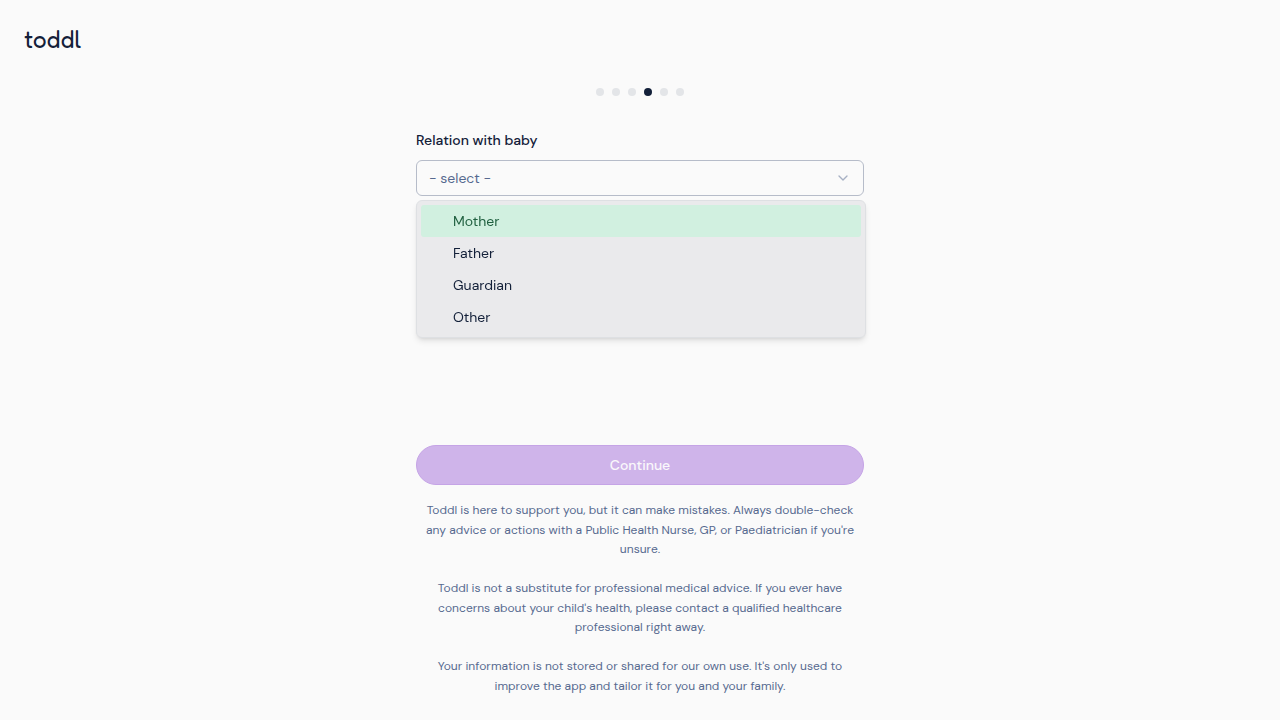 toddl
Relation with baby
- select -
Mother
Father
Guardian
Other
Continue
Toddl is here to support you, but it can make mistakes. Always double-check
any advice or actions with a Public Health Nurse, GP, or Paediatrician if you're
unsure.
Toddl is not a substitute for professional medical advice. If you ever have
concerns about your child's health, please contact a qualified healthcare
professional right away.
Your information is not stored or shared for our own use. It's only used to
improve the app and tailor it for you and your family.